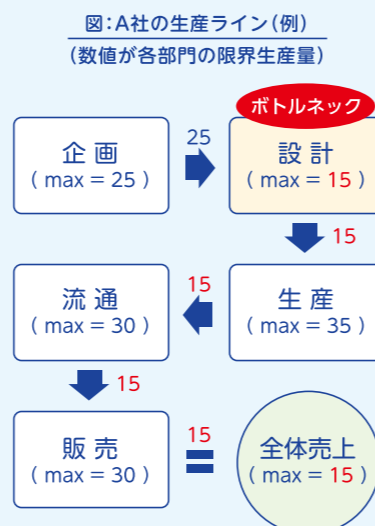 図:A社の生産ライン(例)
(数値が各部門の限界生産量)
ボトルネック
企 画
( max = 25 )
25
設 計
( max = 15 )
15
流 通
( max = 30 )
15
生 産
( max = 35 )
15
販 売
( max = 30 )
15
全体売上
( max = 15 )